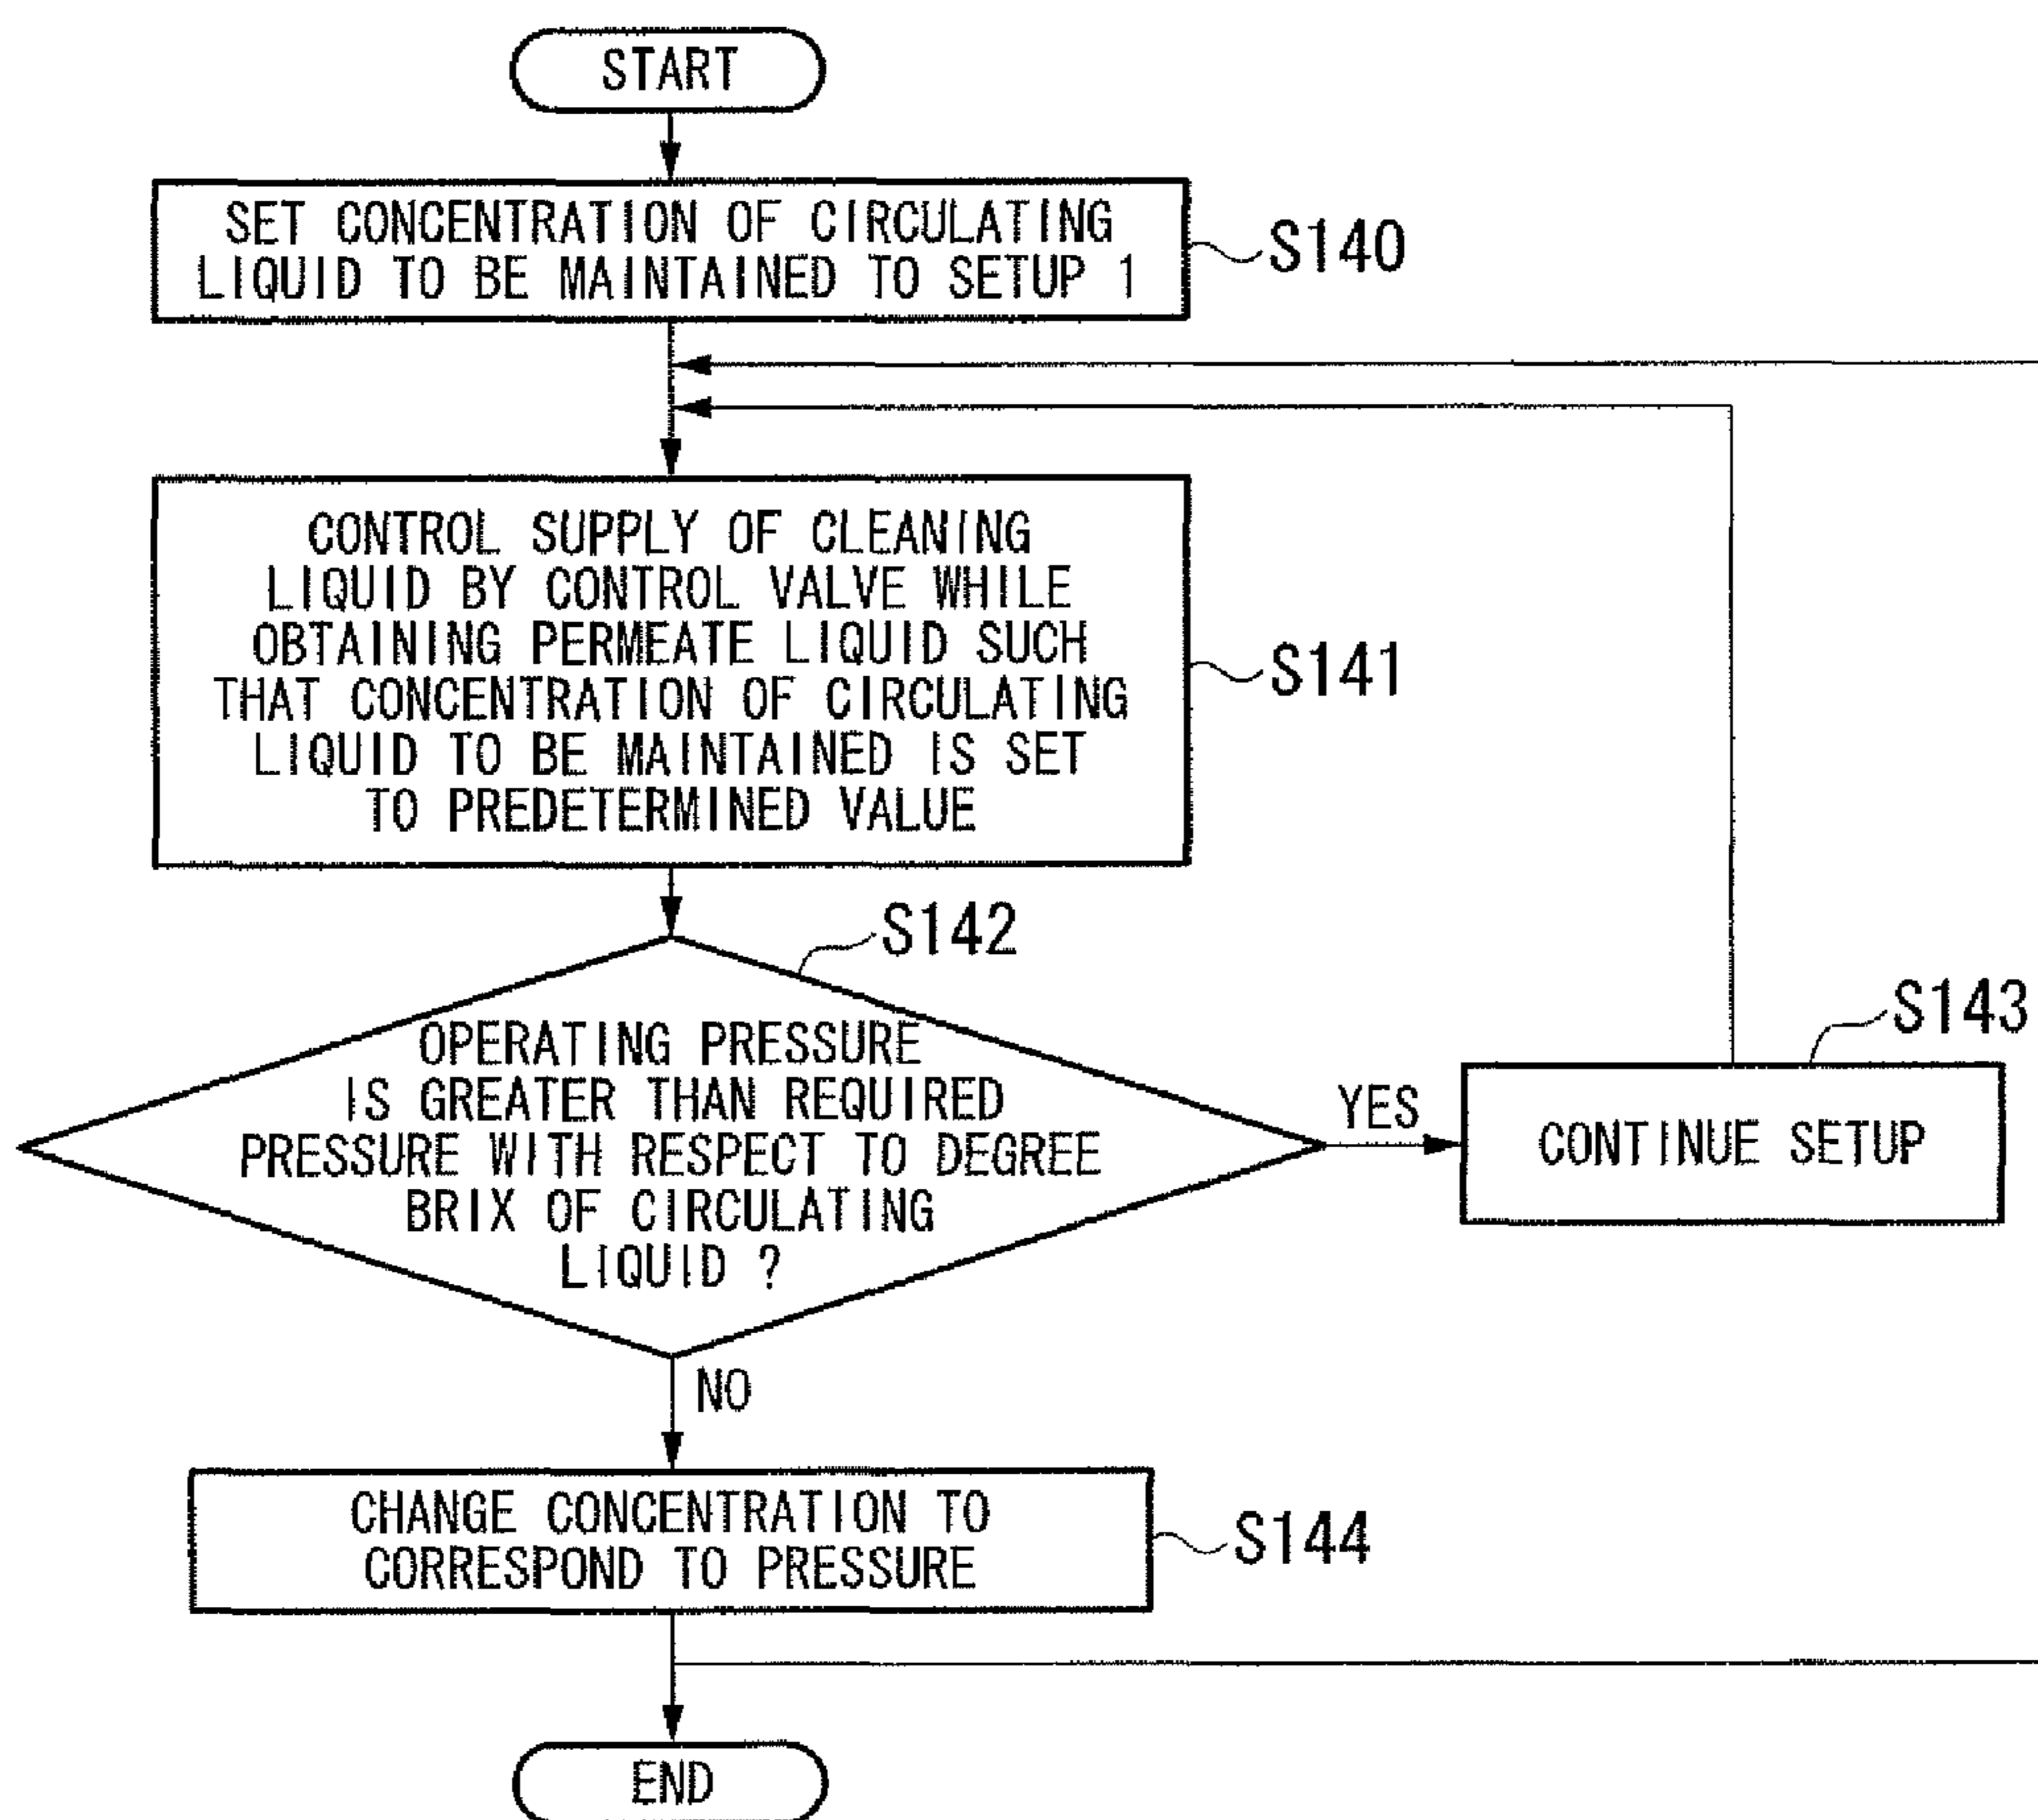 START
SET CONCENTRATION OF CIRCULATING
LIQUID TO BE MAINTAINED TO SETUP 1
S140
CONTROL SUPPLY OF CLEANING
LIQUID BY CONTROL VALVE WHILE
OBTAINING PERMEATE LIQUID SUCH
THAT CONCENTRATION OF CIRCULATING
LIQUID TO BE MAINTAINED IS SET
TO PREDETERMINED VALUE
S141
S142
OPERATING PRESSURE
IS GREATER THAN REQUIRED
PRESSURE WITH RESPECT TO DEGREE
BRIX OF CIRCULATING
LIQUID ?
YES
S143
CONTINUE SETUP
NO
CHANGE CONCENTRATION TO
CORRESPOND TO PRESSURE
S144
END